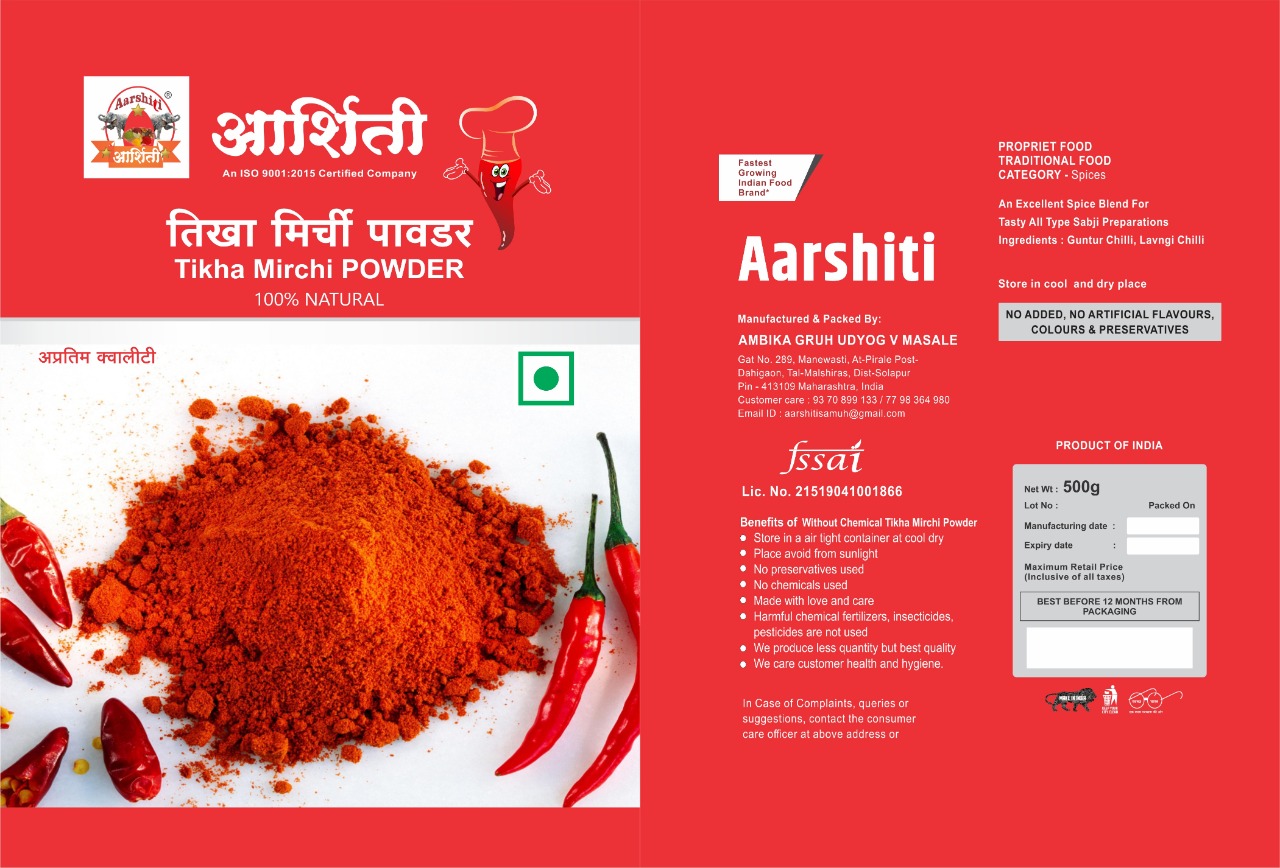 Aarshiti
®
आर्शिती
आर्शिती
An ISO 9001:2015 Certified Company
तिखा मिर्ची पावडर
Tikha Mirchi POWDER
100% NATURAL
अप्रतिम क्वालीटी
Fastest
Growing
Indian Food
Brand*
Aarshiti
Manufactured & Packed By:
AMBIKA GRUH UDYOG V MASALE
Gat No. 289, Manewasti, At-Pirale Post-
Dahigaon, Tal-Malshiras, Dist-Solapur
Pin - 413109 Maharashtra, India
Customer care : 93 70 899 133 / 77 98 364 980
Email ID : aarshitisamuh@gmail.com
fssai
Lic. No. 21519041001866
Benefits of Without Chemical Tikha Mirchi Powder
Store in a air tight container at cool dry
Place avoid from sunlight
No preservatives used
No chemicals used
Made with love and care
Harmful chemical fertilizers, insecticides,
pesticides are not used
We produce less quantity but best quality
We care customer health and hygiene.
In Case of Complaints, queries or
suggestions, contact the consumer
care officer at above address or
PROPRIET FOOD
TRADITIONAL FOOD
CATEGORY - Spices
An Excellent Spice Blend For
Tasty All Type Sabji Preparations
Ingredients : Guntur Chilli, Lavngi Chilli
Store in cool and dry place
NO ADDED, NO ARTIFICIAL FLAVOURS,
COLOURS & PRESERVATIVES
PRODUCT OF INDIA
Net Wt : 500g
Lot No : Packed On
Manufacturing date :
Expiry date :
Maximum Retail Price
(Inclusive of all taxes)
BEST BEFORE 12 MONTHS FROM
PACKAGING
MAKE IN INDIA